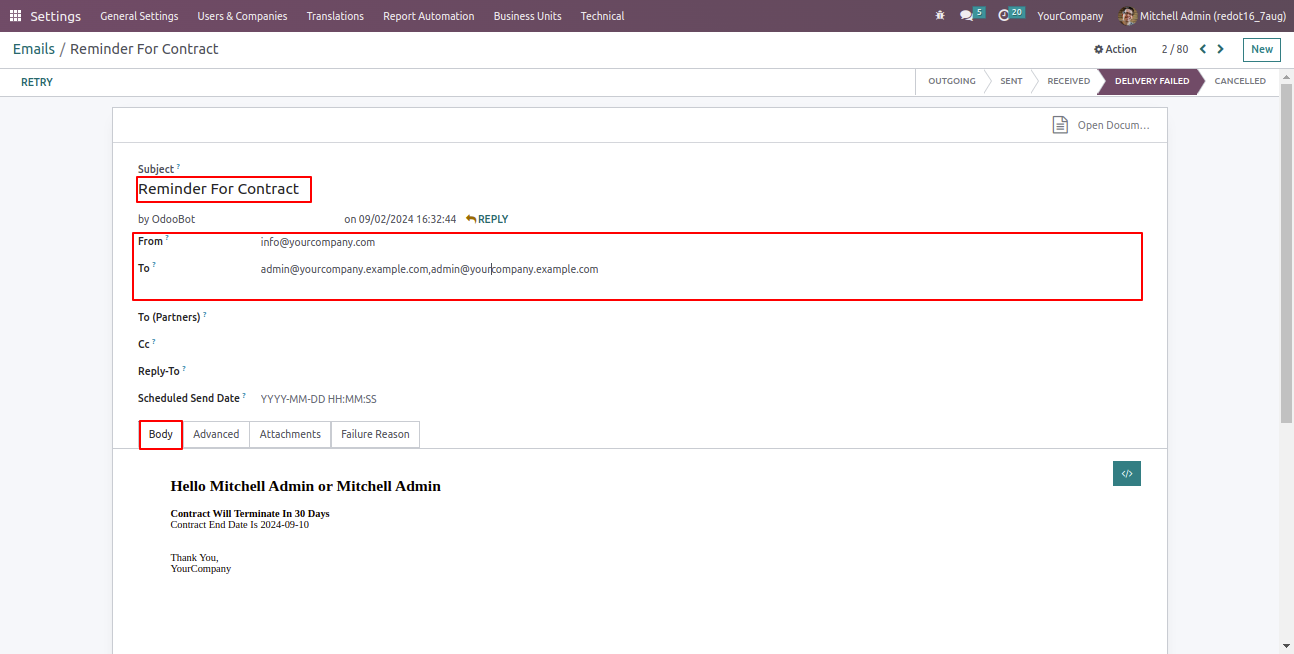 Settings General Settings Users & Companies Translations Report Automation Business Units Technical 5 20 YourCompany Mitchell Admin (redot16_7aug)
Emails / Reminder For Contract Action 2 / 80 New
RETRY OUTGOING SENT RECEIVED DELIVERY FAILED CANCELLED
Open Docum...
Subject ?
Reminder For Contract
by OdooBot on 09/02/2024 16:32:44 REPLY
From ? info@yourcompany.com
To ? admin@yourcompany.example.com,admin@yourcompany.example.com
To (Partners) ?
Cc ?
Reply-To ?
Scheduled Send Date ? YYYY-MM-DD HH:MM:SS
Body Advanced Attachments Failure Reason
</>
Hello Mitchell Admin or Mitchell Admin
Contract Will Terminate In 30 Days
Contract End Date Is 2024-09-10
Thank You,
YourCompany